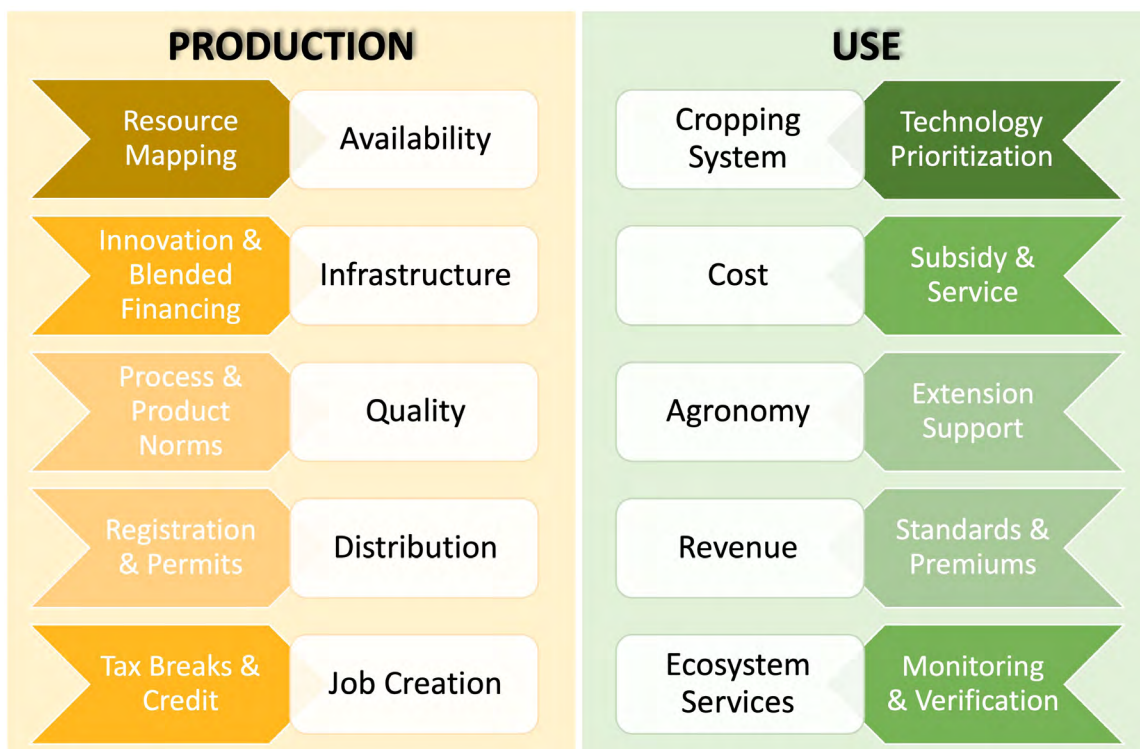 PRODUCTION
Resource
Mapping
Availability
Innovation &
Blended
Financing
Infrastructure
Process &
Product
Norms
Quality
Registration
& Permits
Distribution
Tax Breaks &
Credit
Job Creation
USE
Cropping
System
Technology
Prioritization
Cost
Subsidy &
Service
Agronomy
Extension
Support
Revenue
Standards &
Premiums
Ecosystem
Services
Monitoring
& Verification